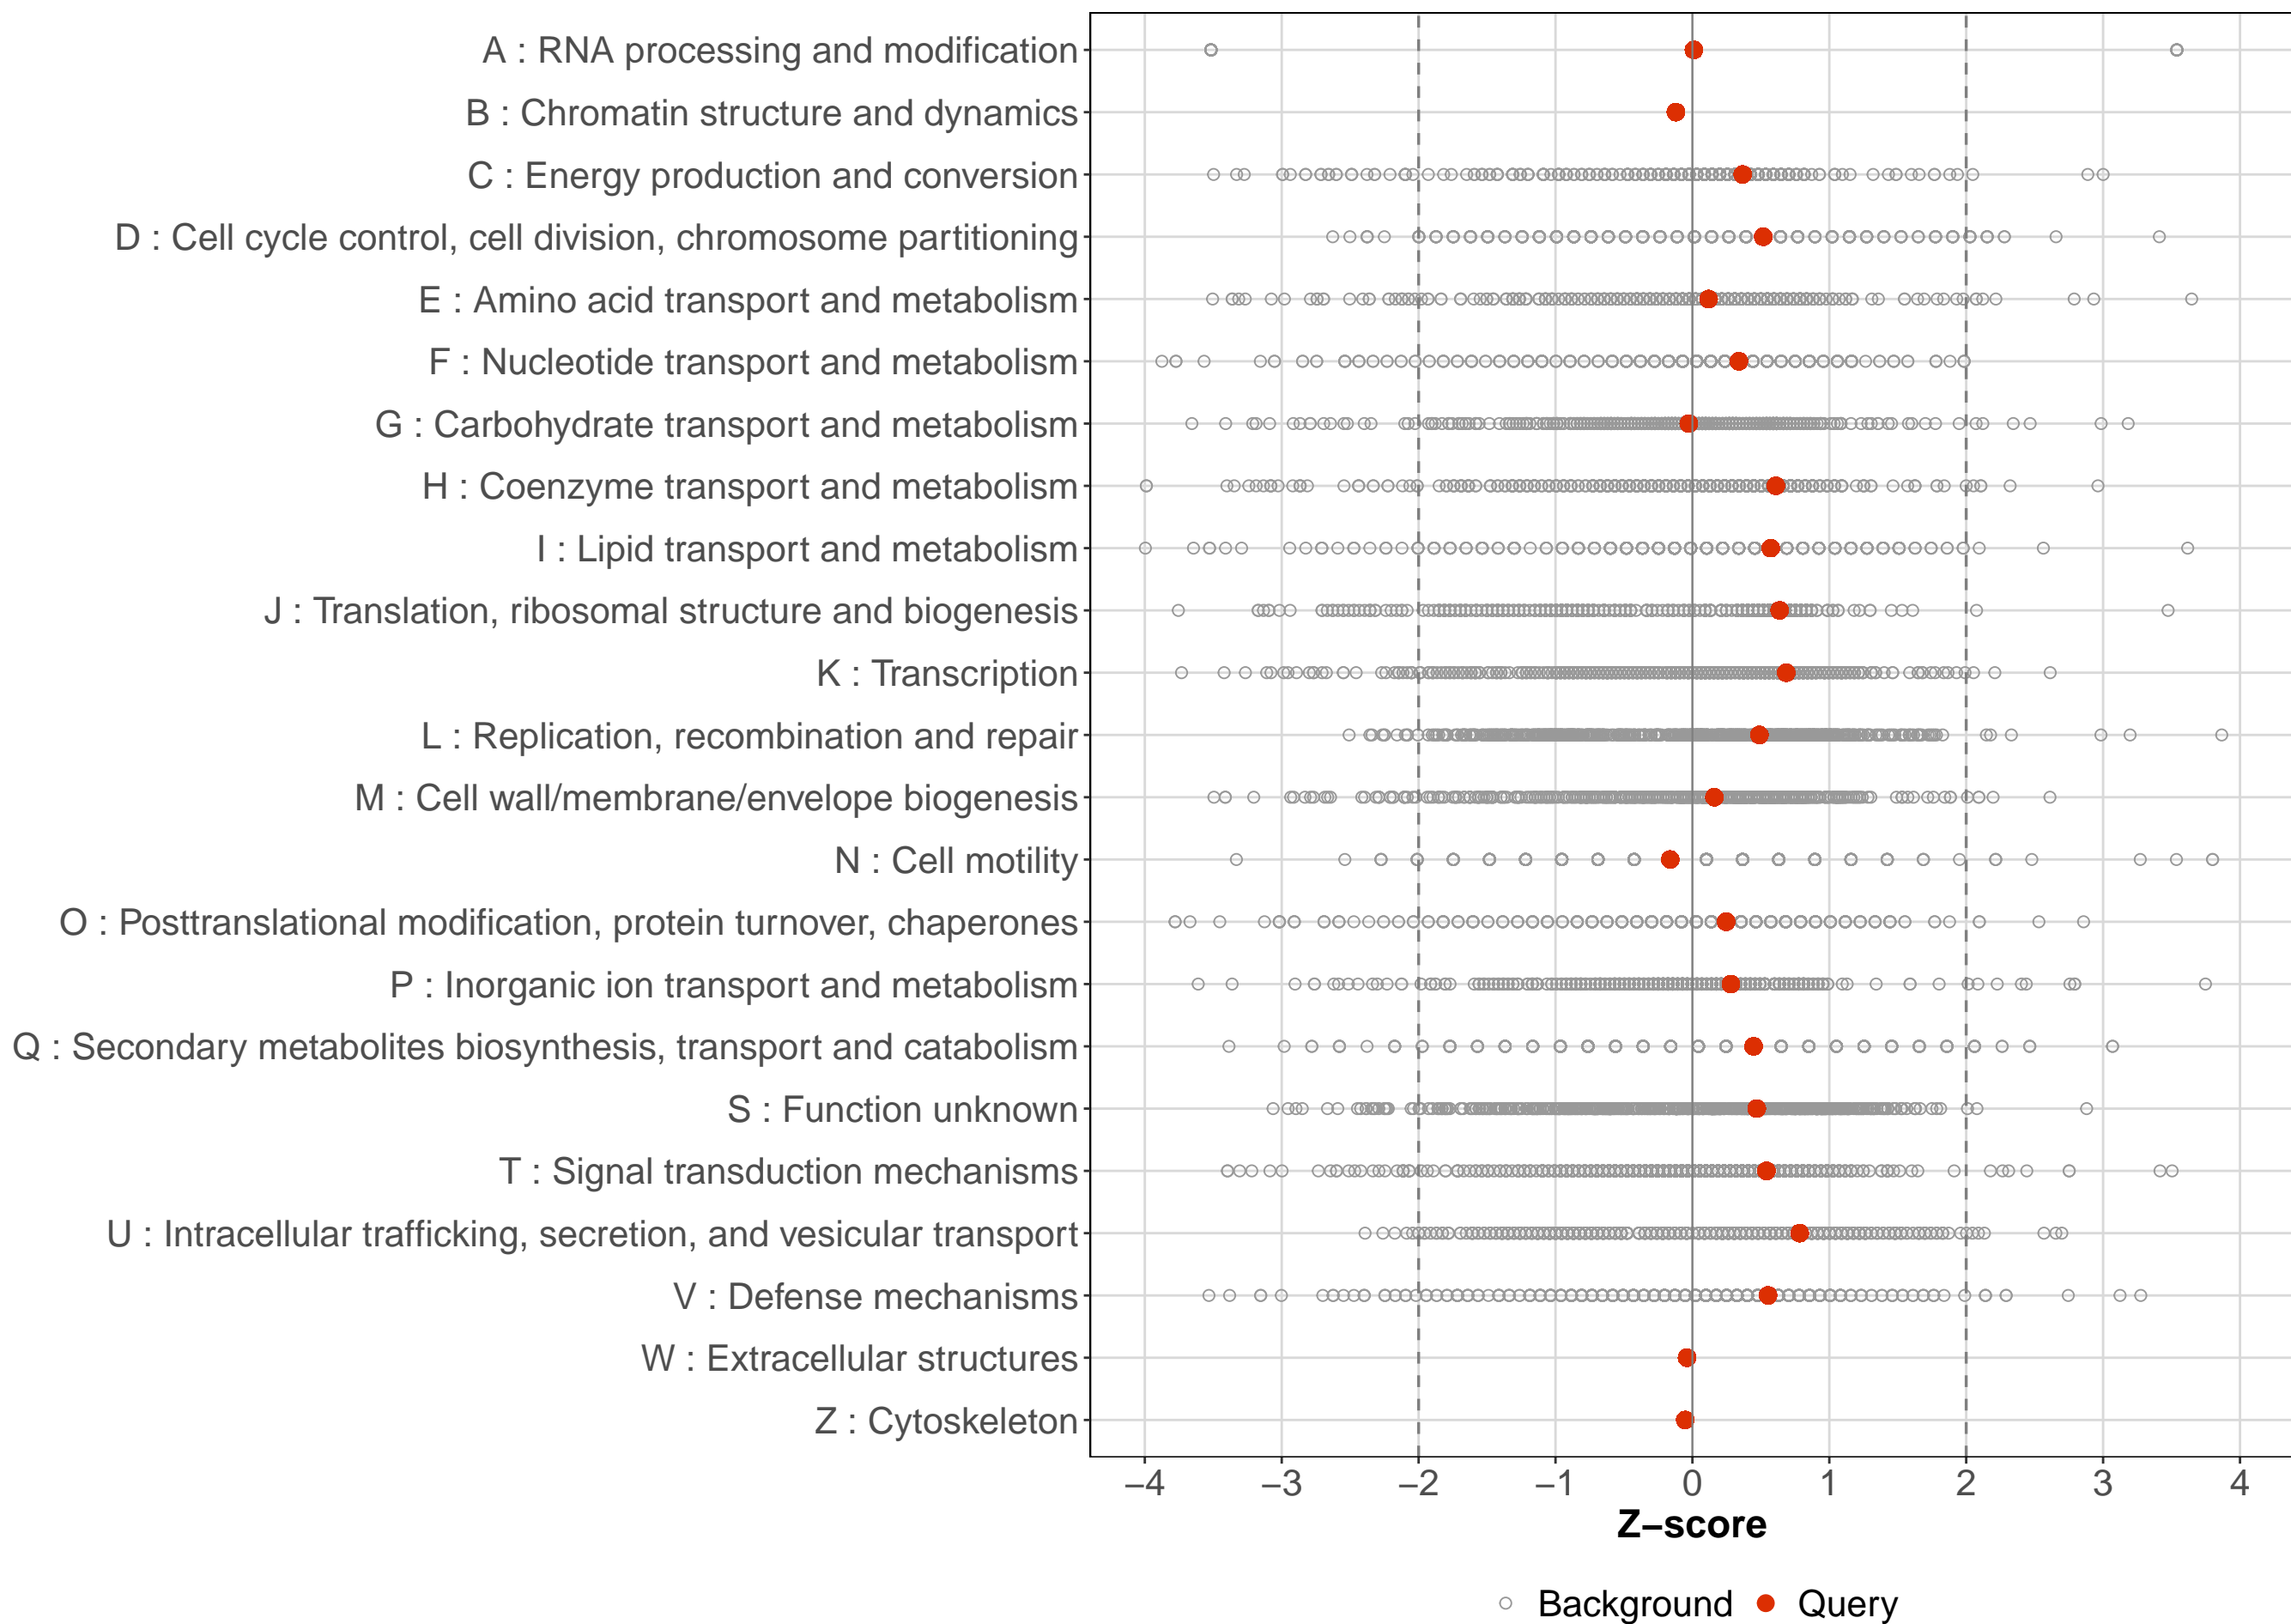 A : RNA processing and modification
B : Chromatin structure and dynamics
C : Energy production and conversion
D : Cell cycle control, cell division, chromosome partitioning
E : Amino acid transport and metabolism
F : Nucleotide transport and metabolism
G : Carbohydrate transport and metabolism
H : Coenzyme transport and metabolism
I : Lipid transport and metabolism
J : Translation, ribosomal structure and biogenesis
K : Transcription
L : Replication, recombination and repair
M : Cell wall/membrane/envelope biogenesis
N : Cell motility
O : Posttranslational modification, protein turnover, chaperones
P : Inorganic ion transport and metabolism
Q : Secondary metabolites biosynthesis, transport and catabolism
S : Function unknown
T : Signal transduction mechanisms
U : Intracellular trafficking, secretion, and vesicular transport
V : Defense mechanisms
W : Extracellular structures
Z : Cytoskeleton
−4 −3 −2 −1 0 1 2 3 4
Z−score
Background Query